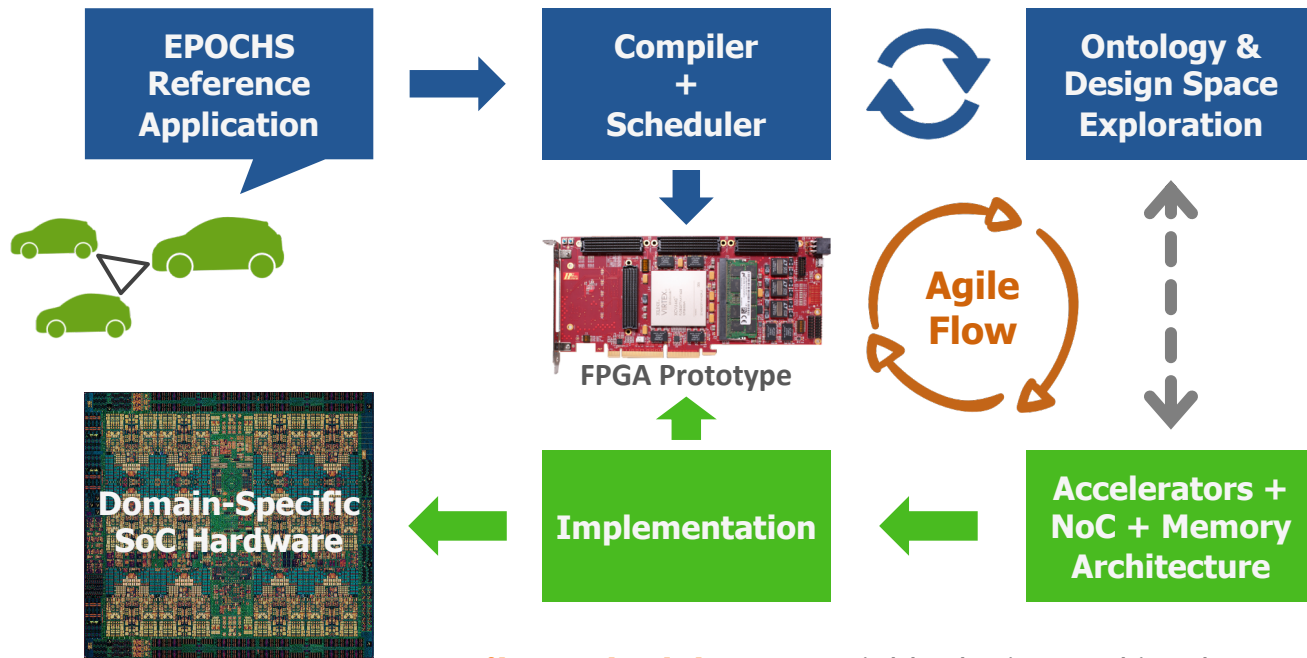 EPOCHS
Reference
Application
Compiler
+
Scheduler
Ontology &
Design Space
Exploration
Agile
Flow
FPGA Prototype
Domain-Specific
SoC Hardware
Implementation
Accelerators +
NoC + Memory
Architecture